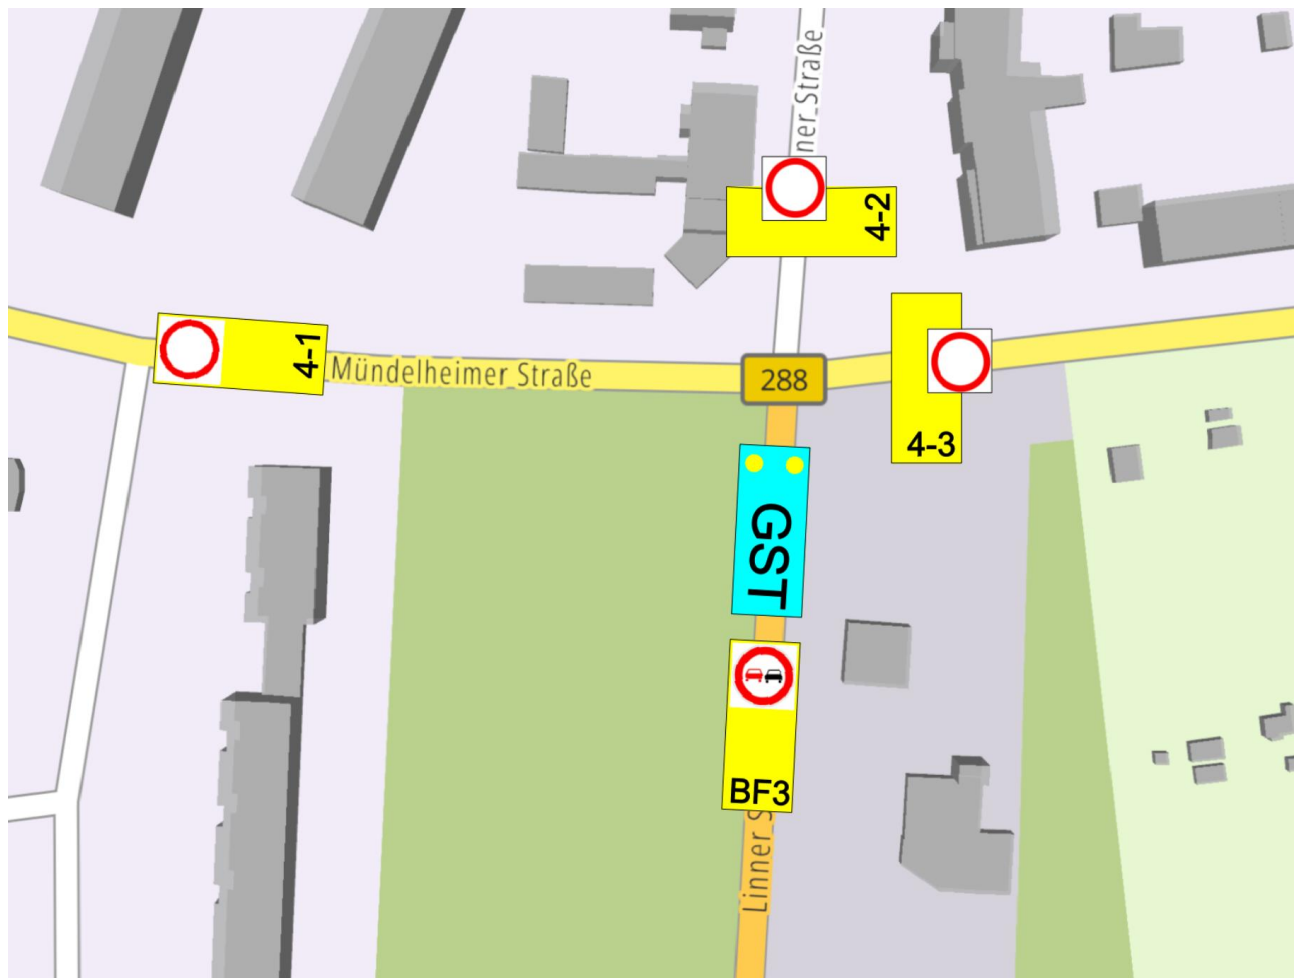 ner Straße
4-2
4-1
Mündelheimer Straße
288
4-3
GST
BF3
Linner S